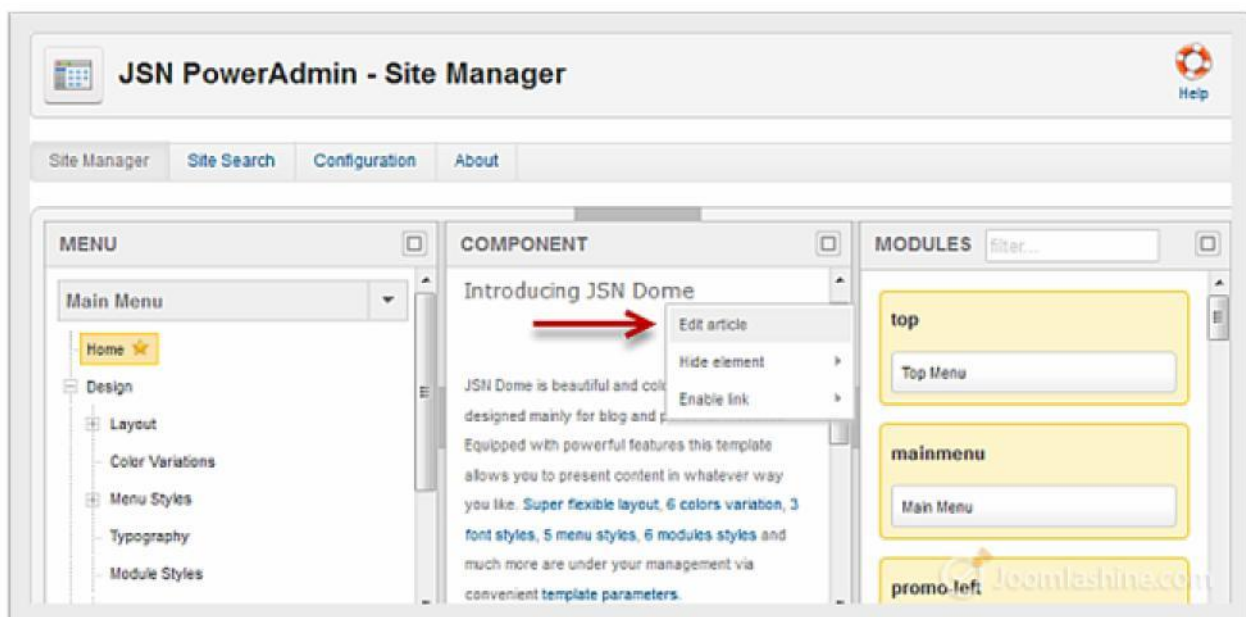 JSN PowerAdmin - Site Manager
Help
Site Manager
Site Search
Configuration
About
MENU
Main Menu
Home
Design
Layout
Color Variations
Menu Styles
Typography
Module Styles
COMPONENT
Introducing JSN Dome
Edit article
Hide element
Enable link
JSN Dome is beautiful and
designed mainly for blog and
Equipped with powerful features this template
allows you to present content in whatever way
you like. Super flexible layout, 6 colors variation, 3
font styles, 5 menu styles, 6 modules styles and
much more are under your management via
convenient template parameters.
MODULES
filter...
top
Top Menu
mainmenu
Main Menu
promo-left
Joomlashine.com